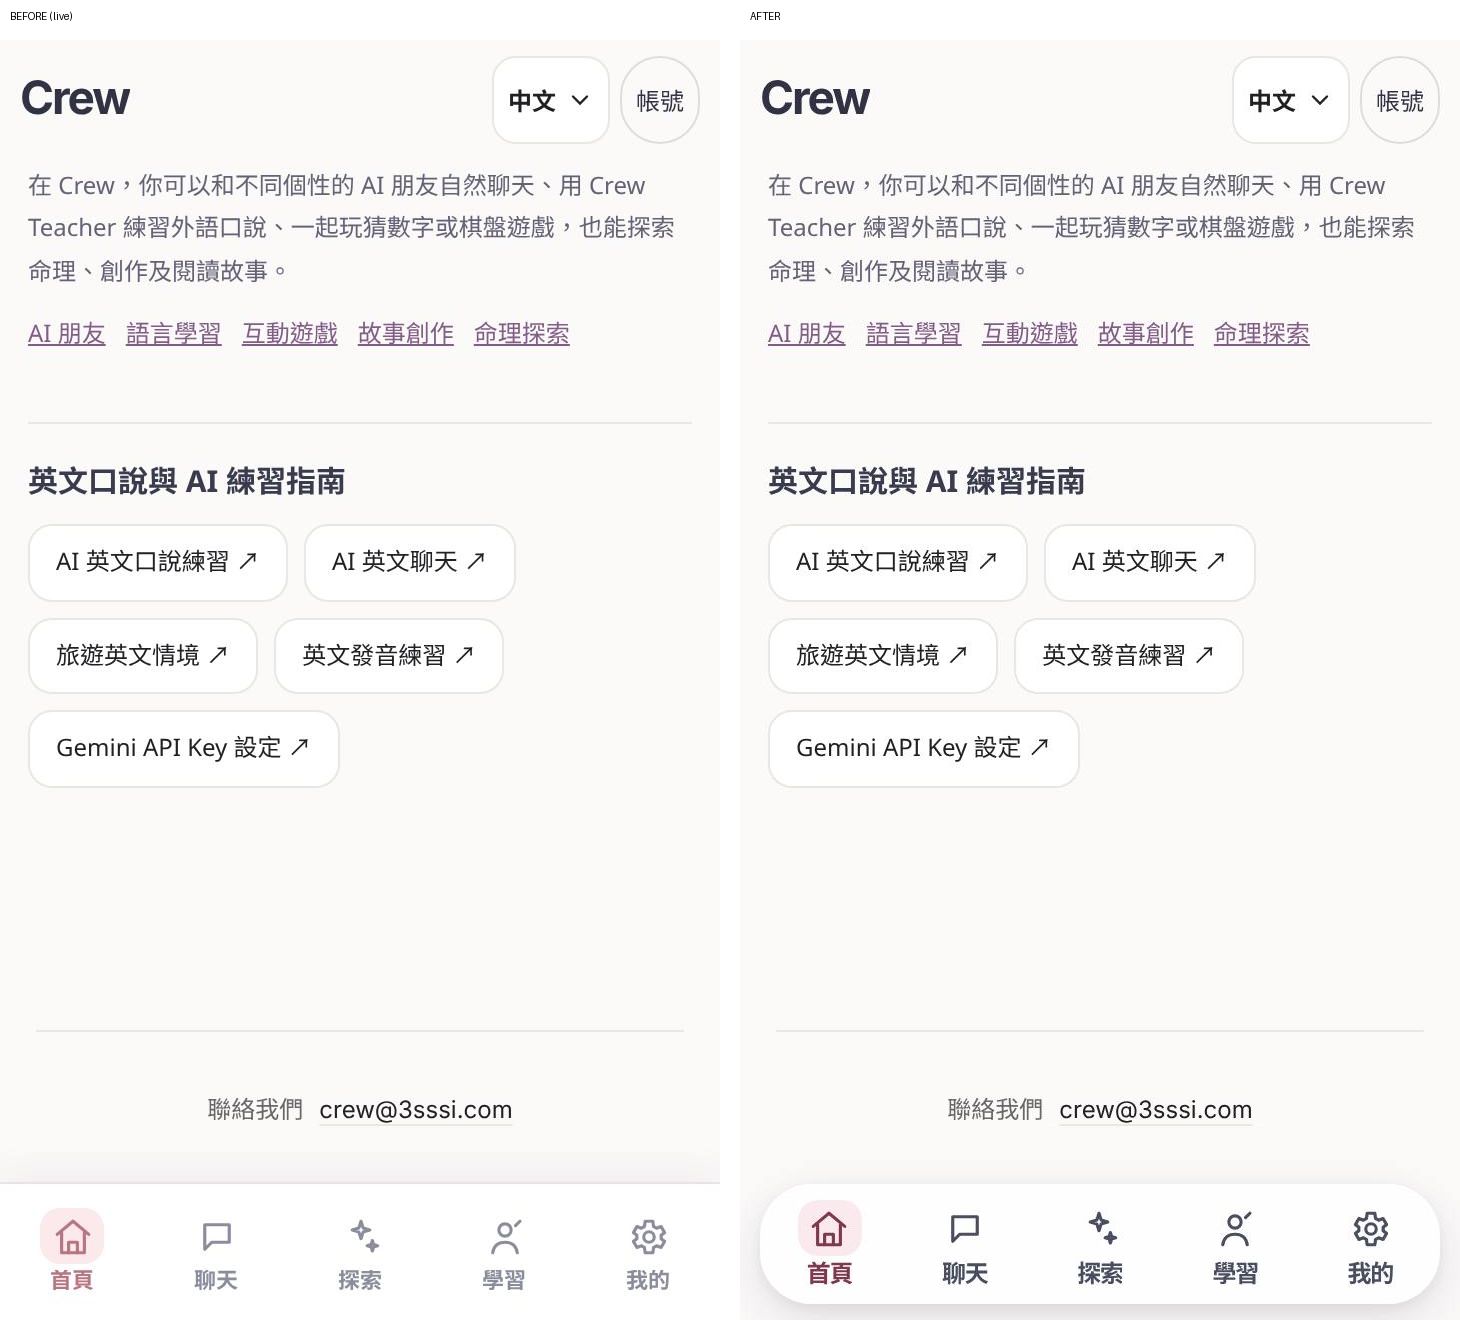 BEFORE (live)
Crew
中文
帳號
在 Crew，你可以和不同個性的 AI 朋友自然聊天、用 Crew
Teacher 練習外語口說、一起玩猜數字或棋盤遊戲，也能探索
命理、創作及閱讀故事。
AI 朋友 語言學習 互動遊戲 故事創作 命理探索
英文口說與 AI 練習指南
AI 英文口說練習 ↗ AI 英文聊天 ↗
旅遊英文情境 ↗ 英文發音練習 ↗
Gemini API Key 設定 ↗
聯絡我們 crew@3sssi.com
首頁 聊天 探索 學習 我的
AFTER
Crew
中文
帳號
在 Crew，你可以和不同個性的 AI 朋友自然聊天、用 Crew
Teacher 練習外語口說、一起玩猜數字或棋盤遊戲，也能探索
命理、創作及閱讀故事。
AI 朋友 語言學習 互動遊戲 故事創作 命理探索
英文口說與 AI 練習指南
AI 英文口說練習 ↗ AI 英文聊天 ↗
旅遊英文情境 ↗ 英文發音練習 ↗
Gemini API Key 設定 ↗
聯絡我們 crew@3sssi.com
首頁 聊天 探索 學習 我的